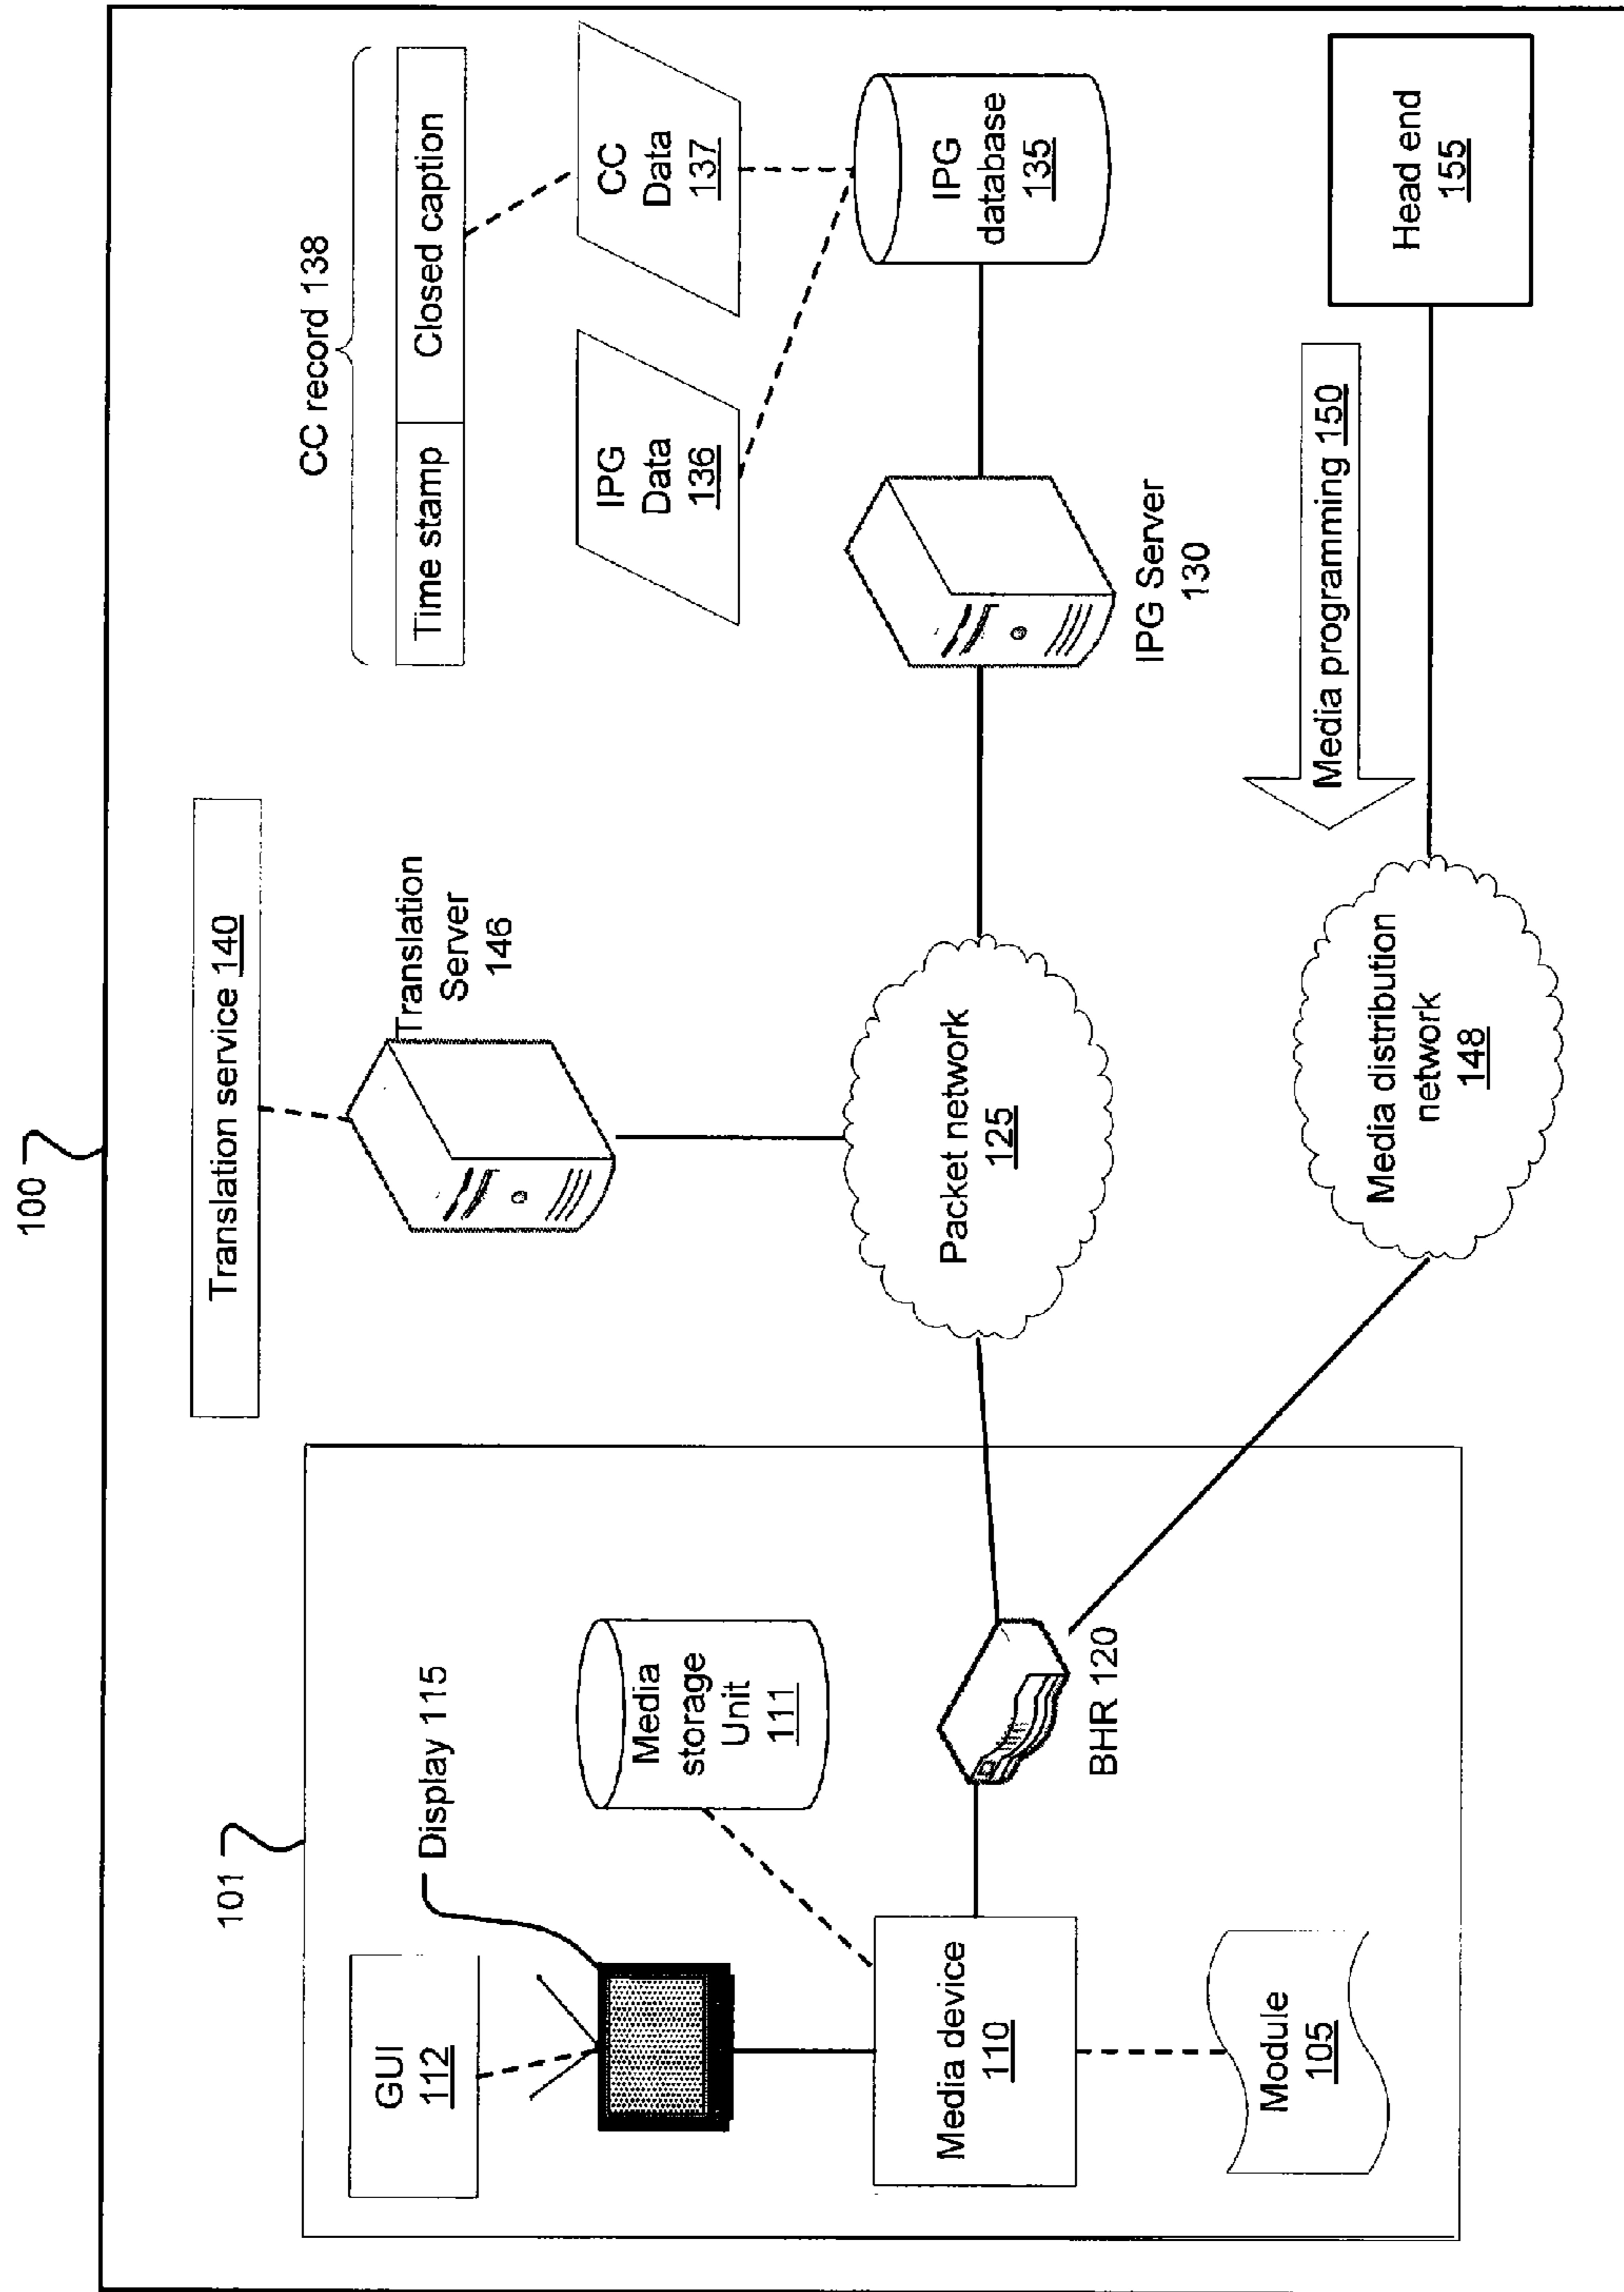 100
101
Translation service 140
Translation
Server
146
CC record 138
Time stamp
Closed caption
GUI
112
Display 115
Media
storage
Unit
111
IPG
Data
136
CC
Data
137
Media device
110
BHR 120
Packet network
125
IPG Server
130
IPG
database
135
Module
105
Media distribution
network
148
Media programming 150
Head end
155